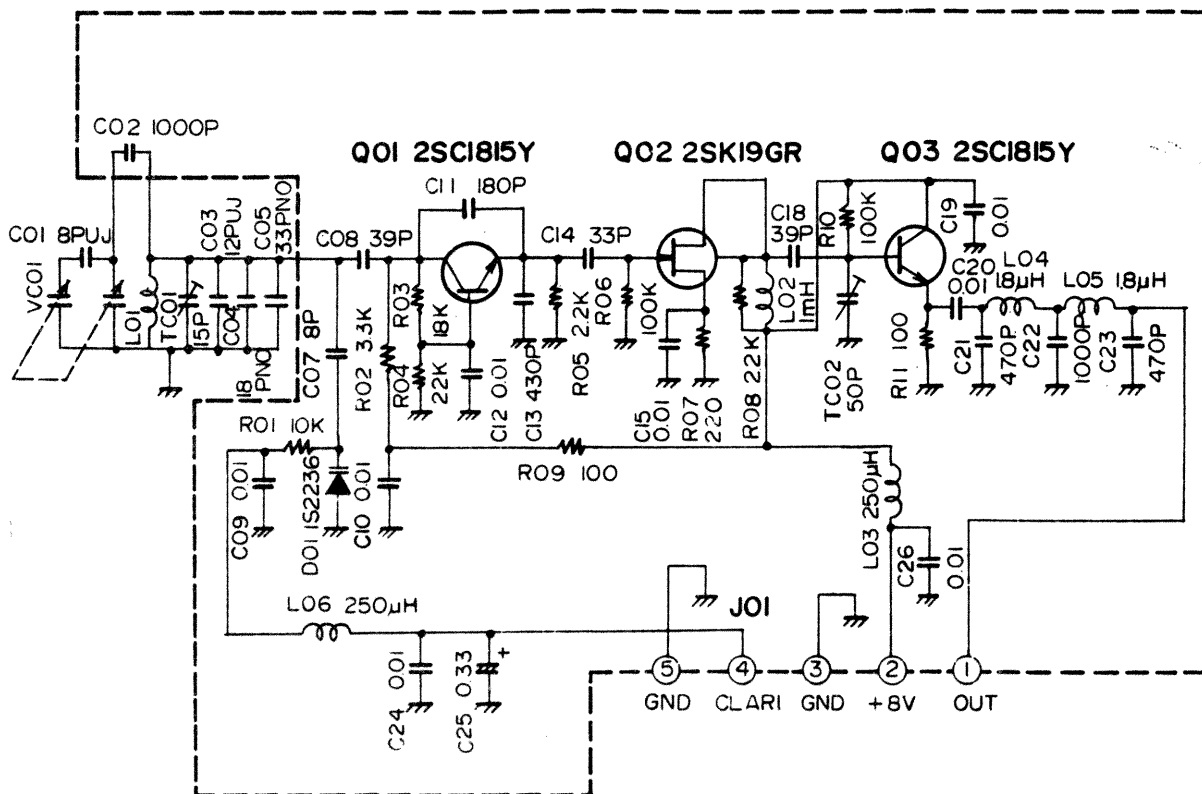 C02 1000P
Q01 2SC1815Y
Q02 2SK19GR
Q03 2SC1815Y
C11 180P
C01 8PUJ
VC01
L01
TC01
15P
C03
12PUJ
C04
18PNO
C05
33PNO
C08 39P
C14 33P
C18
39P
R10
100K
C19
0.01
C07 8P
R02 3.3K
R03
18K
R04
22K
C12 0.01
C13 430P
R05 2.2K
R06
100K
C15
0.01
R07
220
R08 2.2K
L02
1mH
TC02
50P
R11 100
C20
0.01
L04
1.8µH
L05 1.8µH
C21
470P
C22
1000P
C23
470P
R01 10K
C09 0.01
D01 1S2236
C10 0.01
R09 100
L03 250µH
C26
0.01
L06 250µH
C24 0.01
C25 0.33
+
J01
5
4
3
2
1
GND
CLARI
GND
+8V
OUT